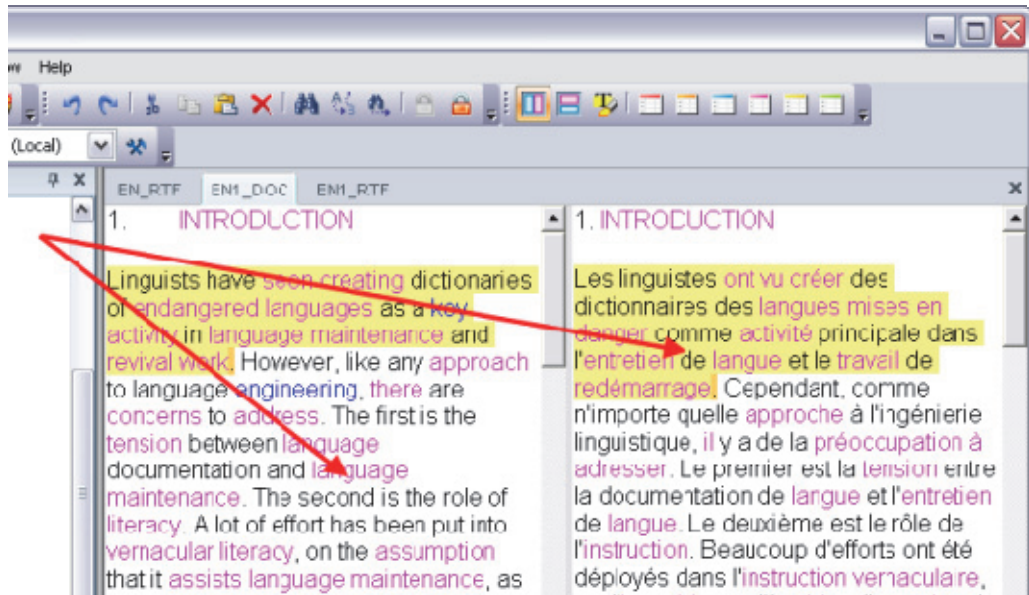 Help
(Local)
EN_RTF EN1_DOC EN1_RTF
1. INTRODUCTION
Linguists have seen creating dictionaries
of endangered languages as a key
activity in language maintenance and
revival work. However, like any approach
to language engineering, there are
concerns to address. The first is the
tension between language
documentation and language
maintenance. The second is the role of
literacy. A lot of effort has been put into
vernacular literacy, on the assumption
that it assists language maintenance, as
1. INTRODUCTION
Les linguistes ont vu créer des
dictionnaires des langues mises en
danger comme activité principale dans
l'entretien de langue et le travail de
redémarrage. Cependant, comme
n'importe quelle approche à l'ingénierie
linguistique, il y a de la préoccupation à
adresser. Le premier est la tension entre
la documentation de langue et l'entretien
de langue. Le deuxième est le rôle de
l'instruction. Beaucoup d'efforts ont été
déployés dans l'instruction vernaculaire,